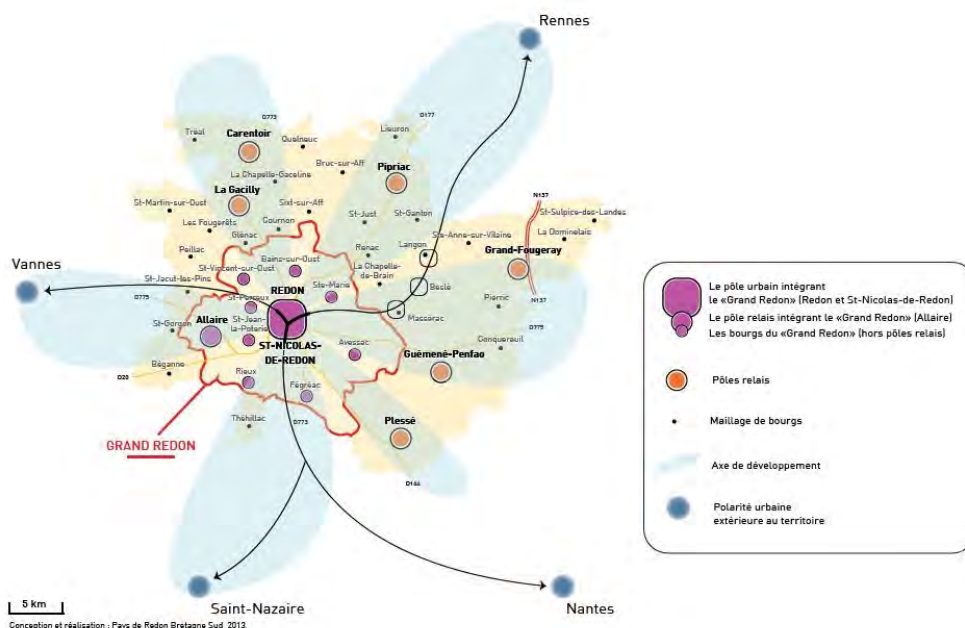 Rennes
D773
D177
Tréal
Carentoir
Quelneuc
Lieuron
Bruc-sur-Aff
Pipriac
La Chapelle-Gaceline
La Gacilly
N137
St-Martin-sur-Oust
Sixt-sur-Aff
St-Just
St-Ganton
St-Sulpice-des-Landes
Les Fougerêts
Cournon
Ste-Anne-sur-Vilaine
La Dominelais
Glénac
Renac
Langon
Grand-Fougeray
Peillac
Bains-sur-Oust
La Chapelle-
de-Brain
Vannes
St-Vincent-sur-Oust
Beslé
St-Jacut-les-Pins
REDON
Ste-Marie
Pierric
N137
D775
St-Perreux
Massérac
St-Gorgon
Allaire
St-Jean-
la-Poterie
D775
ST-NICOLAS-
DE-REDON
Avessac
Conquereuil
Guémené-Penfao
Béganne
D20
Rieux
Fégréac
Théhillac
D773
Plessé
GRAND REDON
D164
Saint-Nazaire
Nantes
5 km
Conception et réalisation : Pays de Redon Bretagne Sud, 2013.
Le pôle urbain intégrant
le «Grand Redon» (Redon et St-Nicolas-de-Redon)
Le pôle relais intégrant le «Grand Redon» (Allaire)
Les bourgs du «Grand Redon» (hors pôles relais)
Pôles relais
Maillage de bourgs
Axe de développement
Polarité urbaine
extérieure au territoire